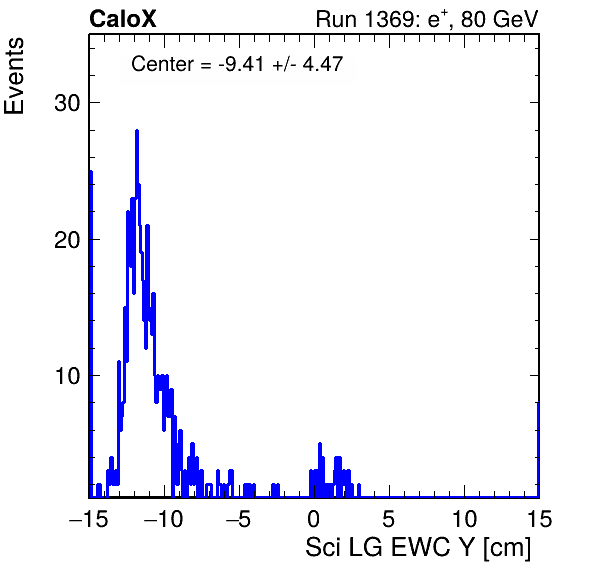 CaloX Run 1369: e⁺, 80 GeV
Center = -9.41 +/- 4.47
Events
30
20
10
−15 −10 −5 0 5 10 15
Sci LG EWC Y [cm]